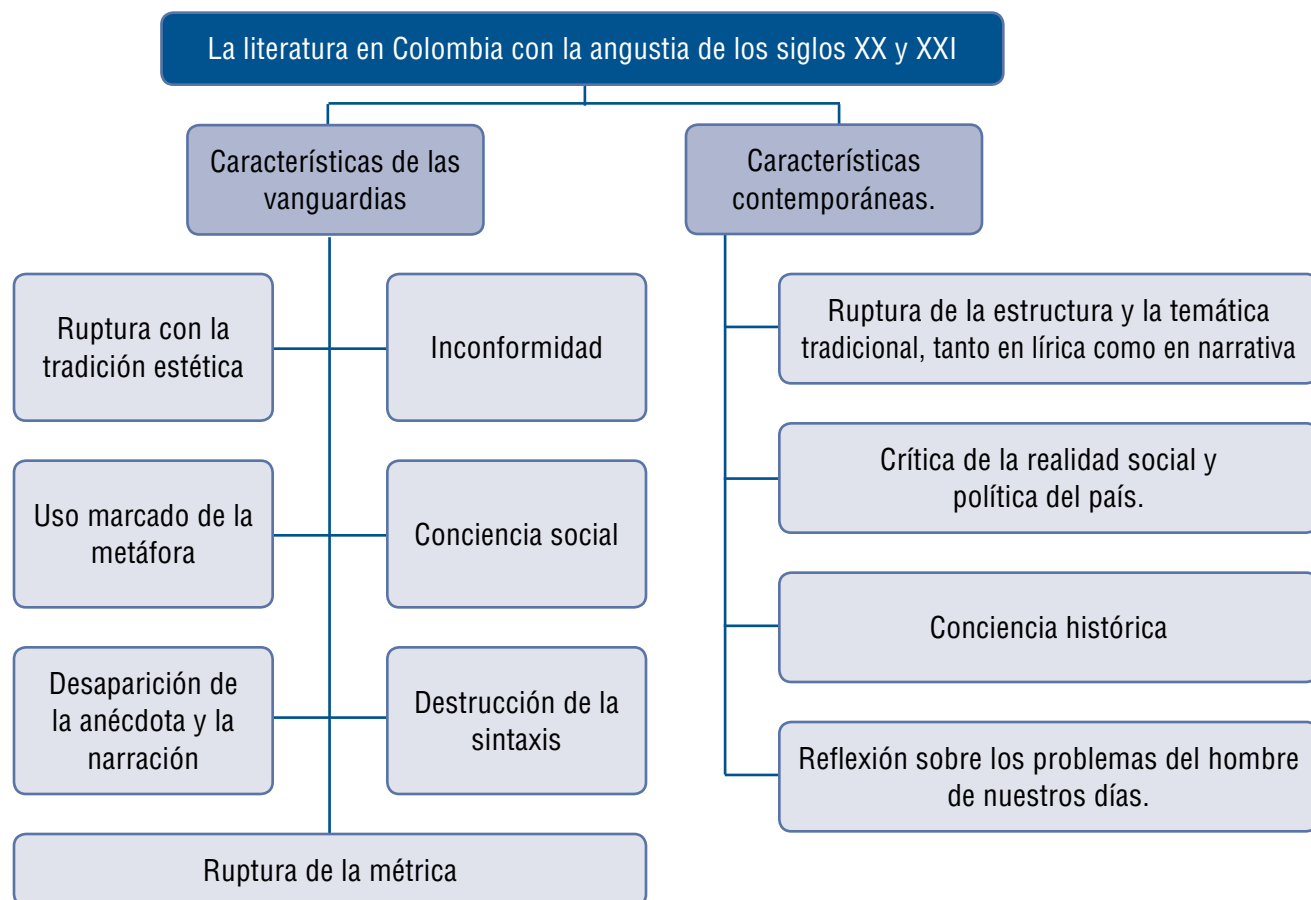 La literatura en Colombia con la angustia de los siglos XX y XXI
Características de las
vanguardias
Características
contemporáneas.
Ruptura con la
tradición estética
Inconformidad
Uso marcado de la
metáfora
Conciencia social
Desaparición de
la anécdota y la
narración
Destrucción de la
sintaxis
Ruptura de la métrica
Ruptura de la estructura y la temática
tradicional, tanto en lírica como en narrativa
Crítica de la realidad social y
política del país.
Conciencia histórica
Reflexión sobre los problemas del hombre
de nuestros días.